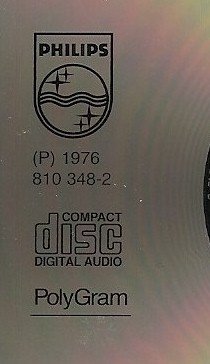 PHILIPS
(P) 1976
810 348-2
COMPACT
disc
DIGITAL AUDIO
PolyGram